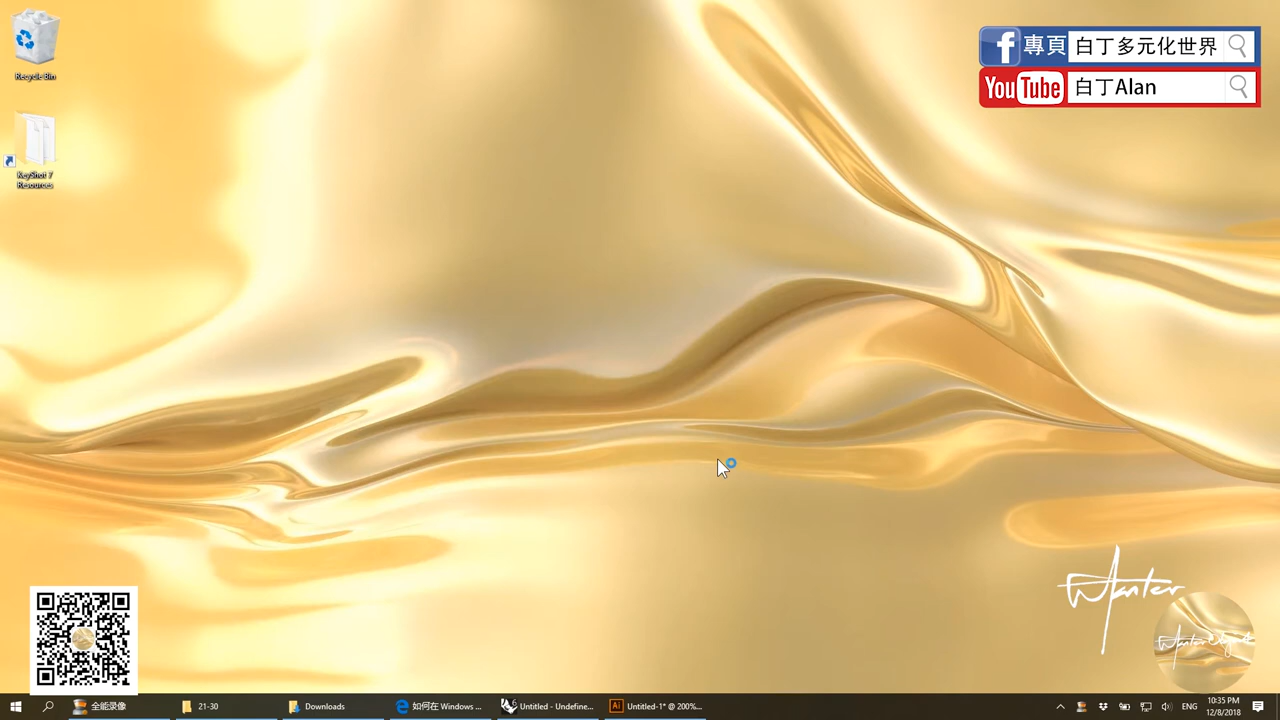 Recycle Bin
KeyShot 7
Resources
f 專頁 白丁多元化世界
YouTube 白丁Alan
Wanter
全能录像
21-30
Downloads
如何在 Windows ...
Untitled - Undefine...
Ai Untitled-1* @ 200%...
ENG
10:35 PM
12/8/2018